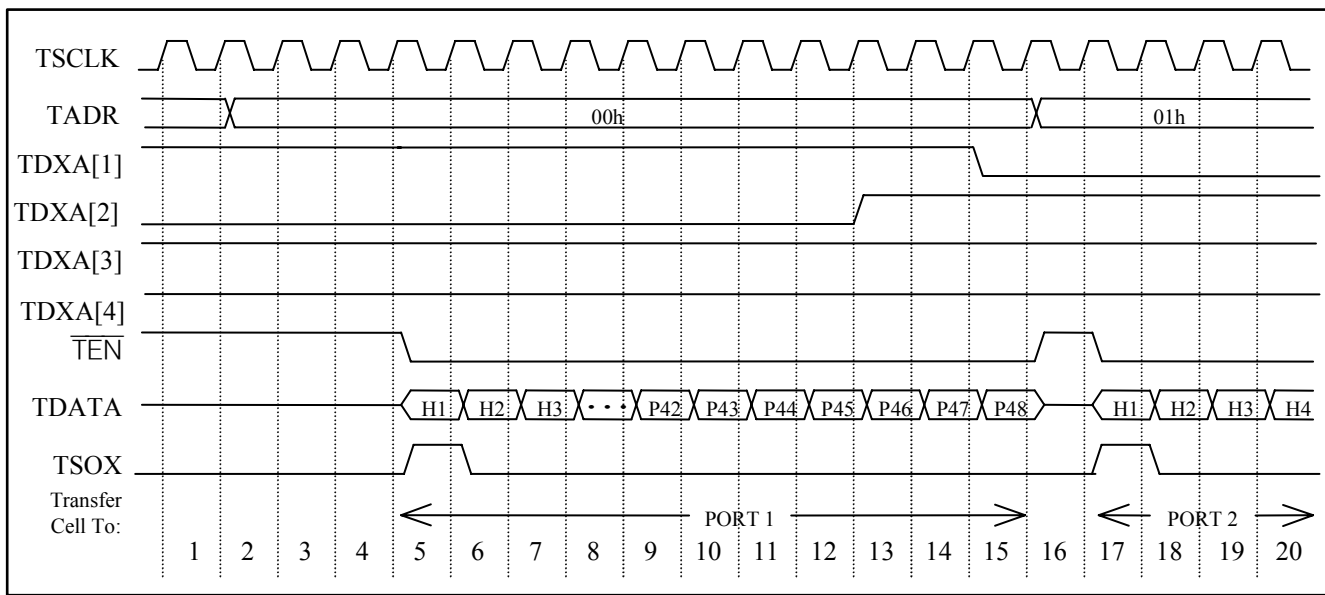 TSCLK
TADR 00h 01h
TDXA[1]
TDXA[2]
TDXA[3]
TDXA[4]
TEN
TDATA H1 H2 H3 • • • P42 P43 P44 P45 P46 P47 P48 H1 H2 H3 H4
TSOX
Transfer
Cell To: PORT 1 PORT 2
1 2 3 4 5 6 7 8 9 10 11 12 13 14 15 16 17 18 19 20